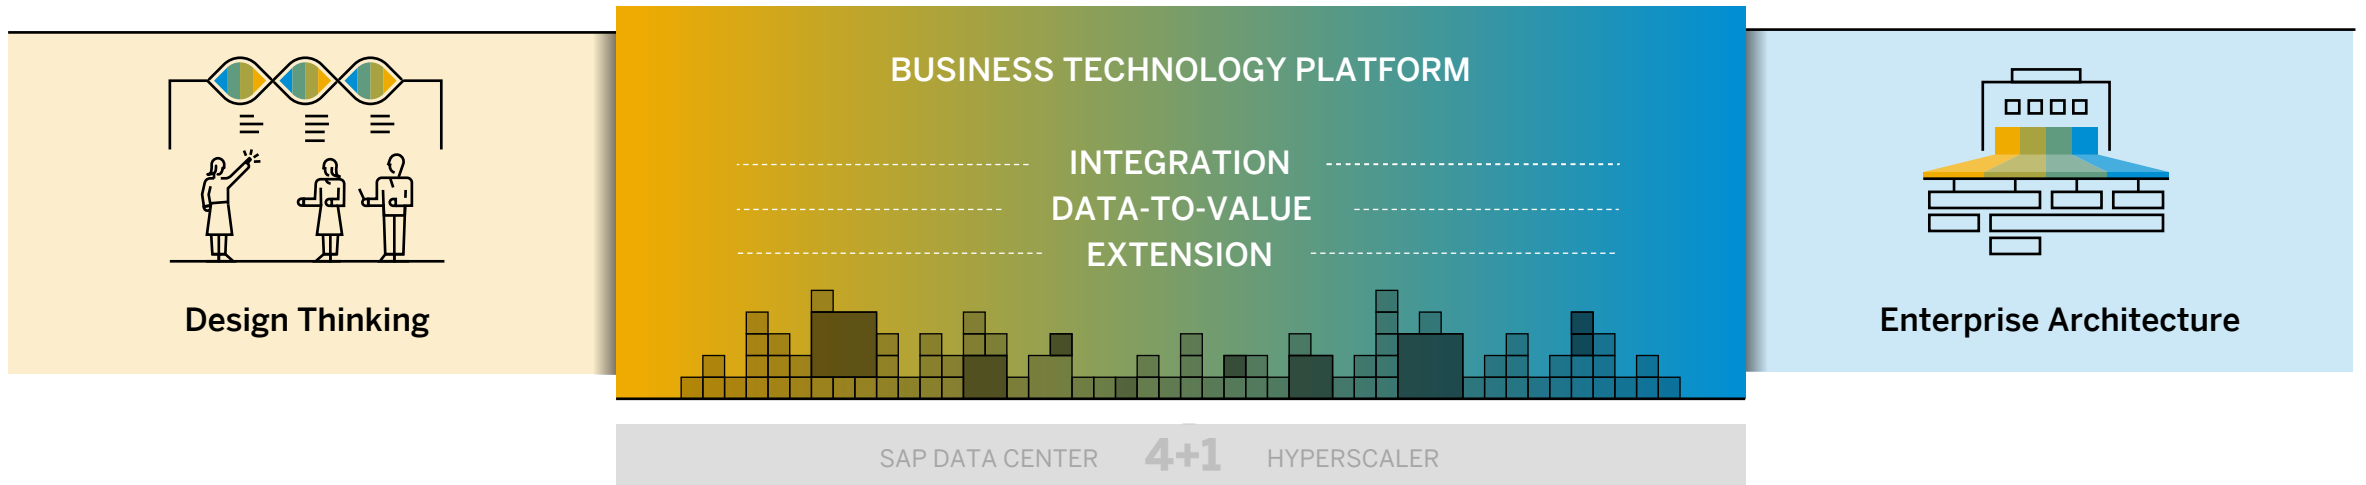 BUSINESS TECHNOLOGY PLATFORM
INTEGRATION
DATA-TO-VALUE
EXTENSION
Design Thinking
Enterprise Architecture
SAP DATA CENTER 4+1 HYPERSCALER